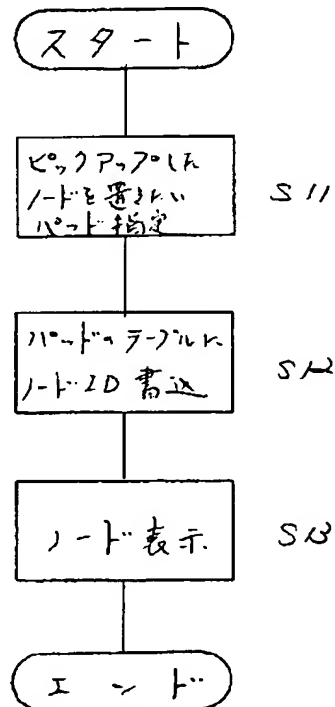 スタート
ピックアップした
ノードを置きたい
パッド指定
S11
パッドのテーブルに
ノードID書込
S12
ノード表示
S13
エンド